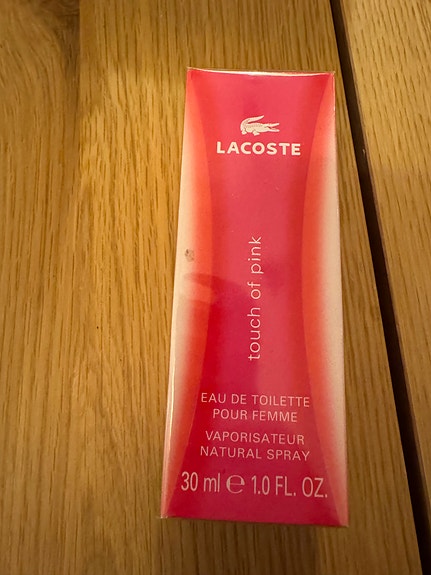 LACOSTE
touch of pink
EAU DE TOILETTE
POUR FEMME
VAPORISATEUR
NATURAL SPRAY
30 ml ℮ 1.0 FL. OZ.